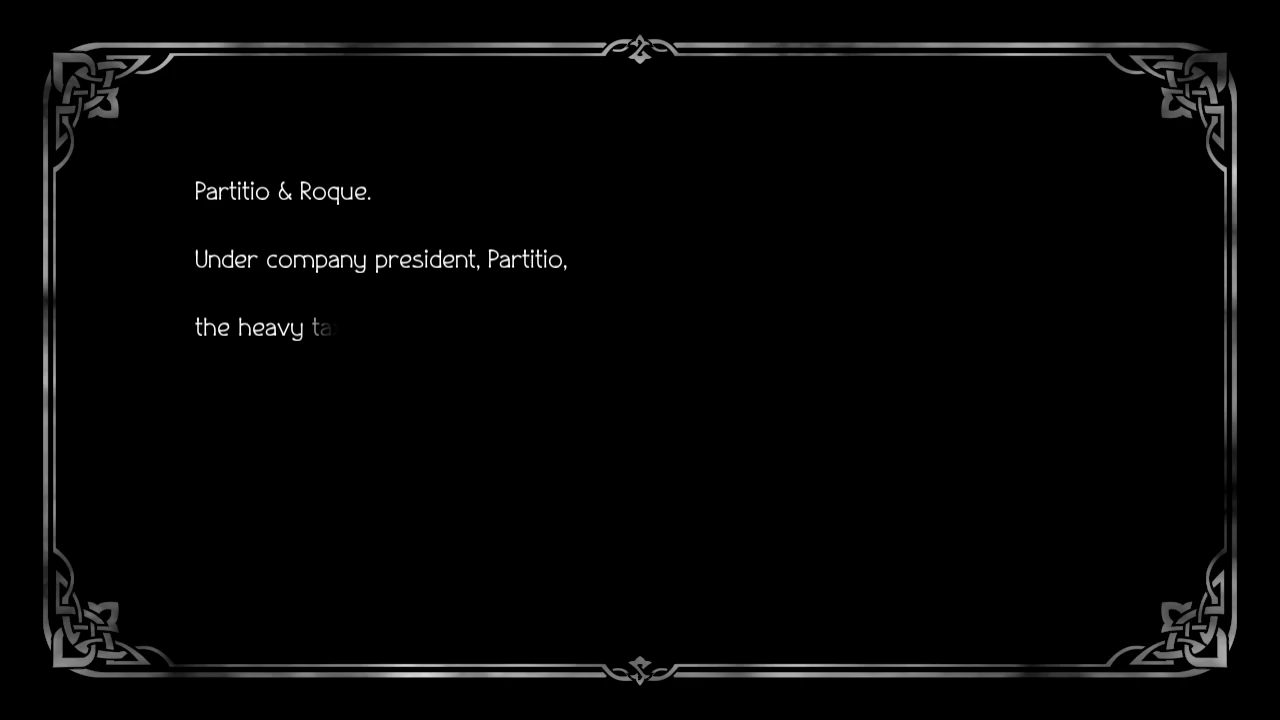 Partitio & Roque.
Under company president, Partitio,
the heavy